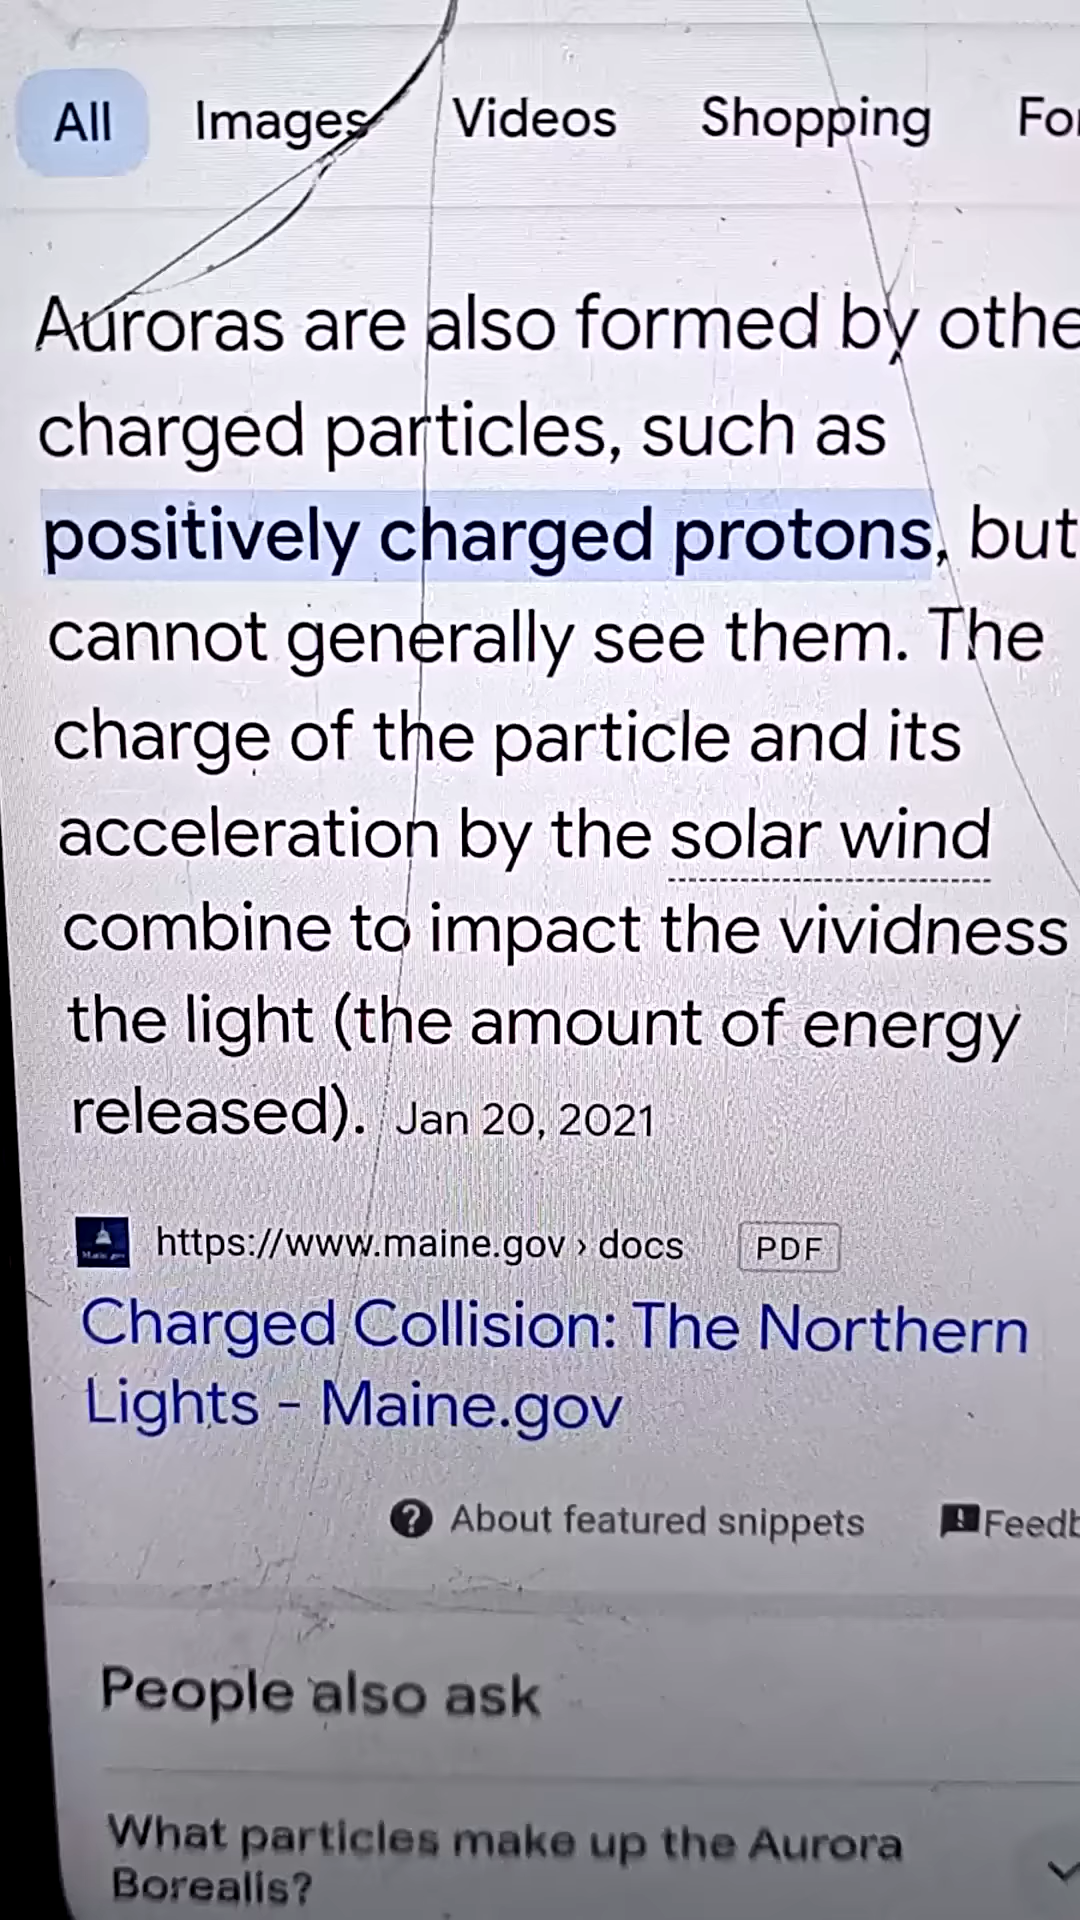 All Images Videos Shopping
Auroras are also formed by
charged particles, such as
positively charged protons, but
cannot generally see them. The
charge of the particle and its
acceleration by the solar wind
combine to impact the vividness
the light (the amount of energy
released). Jan 20, 2021
https://www.maine.gov › docs PDF
Charged Collision: The Northern
Lights - Maine.gov
About featured snippets
People also ask
What particles make up the Aurora
Borealis?